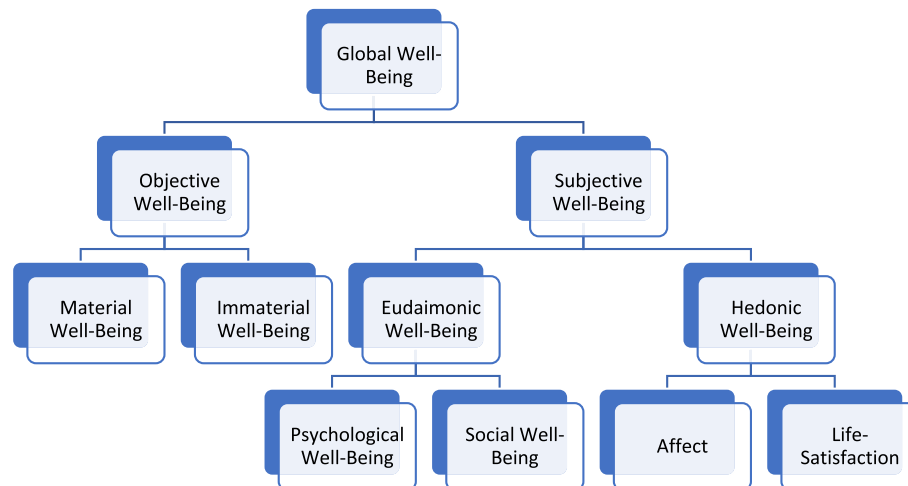 Global Well-
Being
Objective
Well-Being
Subjective
Well-Being
Material
Well-Being
Immaterial
Well-Being
Eudaimonic
Well-Being
Hedonic
Well-Being
Psychological
Well-Being
Social Well-
Being
Affect
Life-
Satisfaction